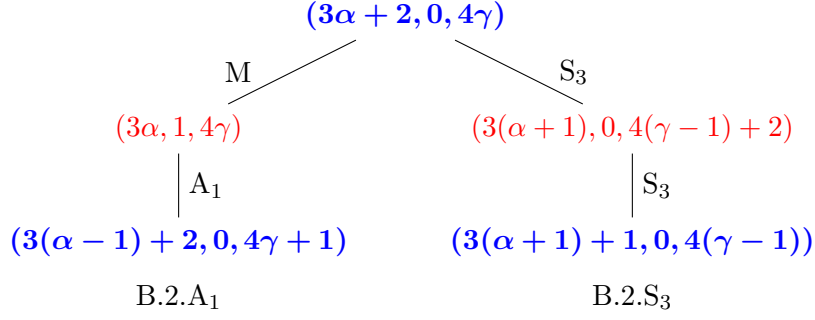 (3α + 2, 0, 4γ)
M S₃
(3α, 1, 4γ) (3(α + 1), 0, 4(γ − 1) + 2)
A₁ S₃
(3(α − 1) + 2, 0, 4γ + 1) (3(α + 1) + 1, 0, 4(γ − 1))
B.2.A₁ B.2.S₃